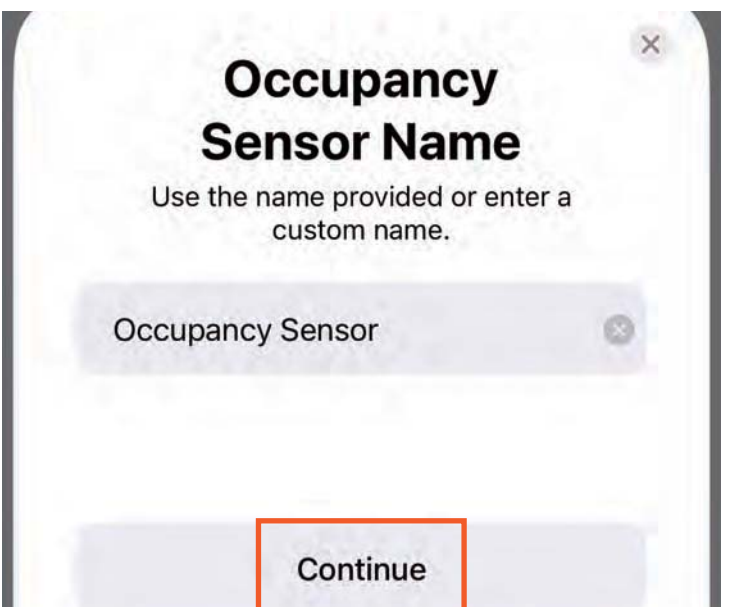 Occupancy
Sensor Name
Use the name provided or enter a
custom name.
Occupancy Sensor
Continue